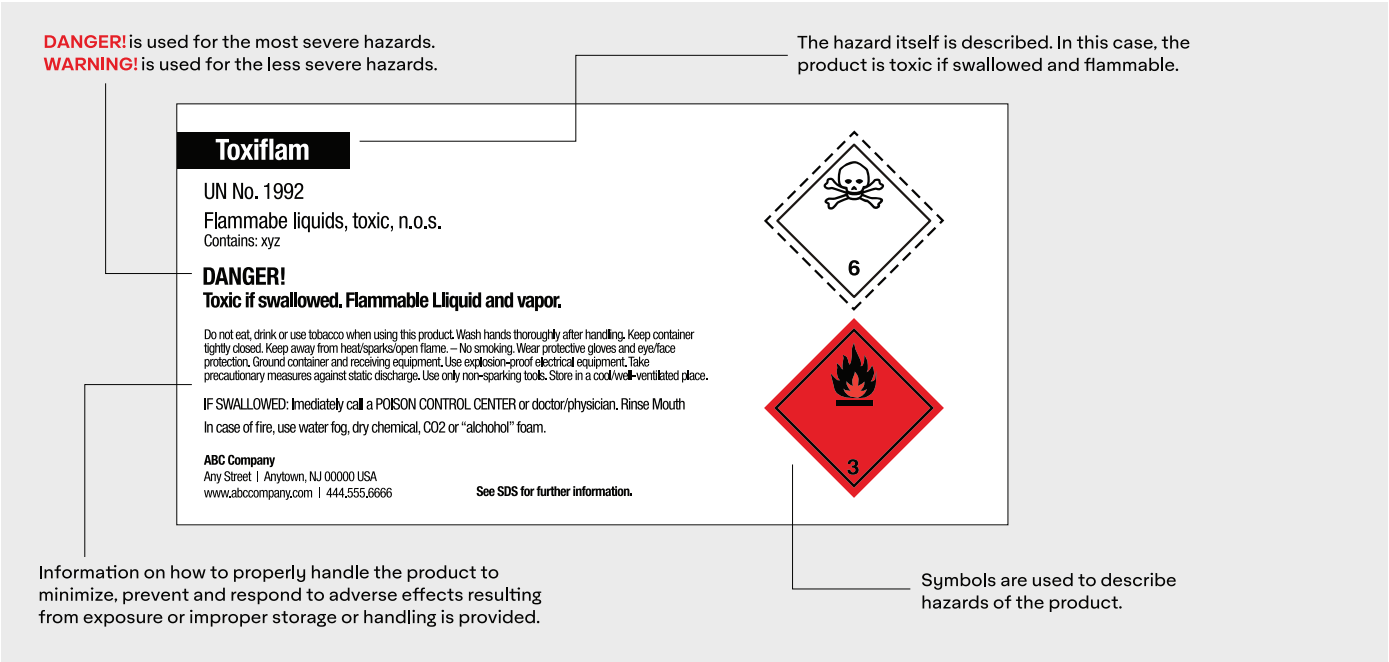 DANGER! is used for the most severe hazards.
WARNING! is used for the less severe hazards.
The hazard itself is described. In this case, the
product is toxic if swallowed and flammable.
Toxiflam
UN No. 1992
Flammabe liquids, toxic, n.o.s.
Contains: xyz
DANGER!
Toxic if swallowed. Flammable Lliquid and vapor.
Do not eat, drink or use tobacco when using this product. Wash hands thoroughly after handling. Keep container
tightly closed. Keep away from heat/sparks/open flame. – No smoking. Wear protective gloves and eye/face
protection. Ground container and receiving equipment. Use explosion-proof electrical equipment. Take
precautionary measures against static discharge. Use only non-sparking tools. Store in a cool/well-ventilated place.
IF SWALLOWED: Imediately call a POISON CONTROL CENTER or doctor/physician. Rinse Mouth
In case of fire, use water fog, dry chemical, CO2 or “alchohol” foam.
ABC Company
Any Street | Anytown, NJ 00000 USA
www.abccompany.com | 444.555.6666
See SDS for further information.
6
3
Information on how to properly handle the product to
minimize, prevent and respond to adverse effects resulting
from exposure or improper storage or handling is provided.
Symbols are used to describe
hazards of the product.